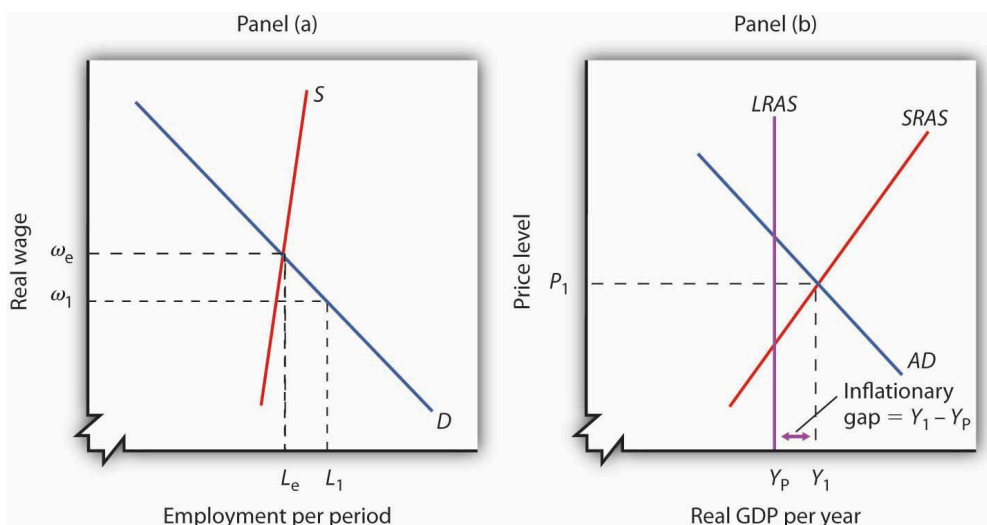 Panel (a)
Real wage
S
ωe
ω1
D
Le
L1
Employment per period
Panel (b)
Price level
LRAS
SRAS
P1
AD
Inflationary
gap = Y1 – YP
YP
Y1
Real GDP per year